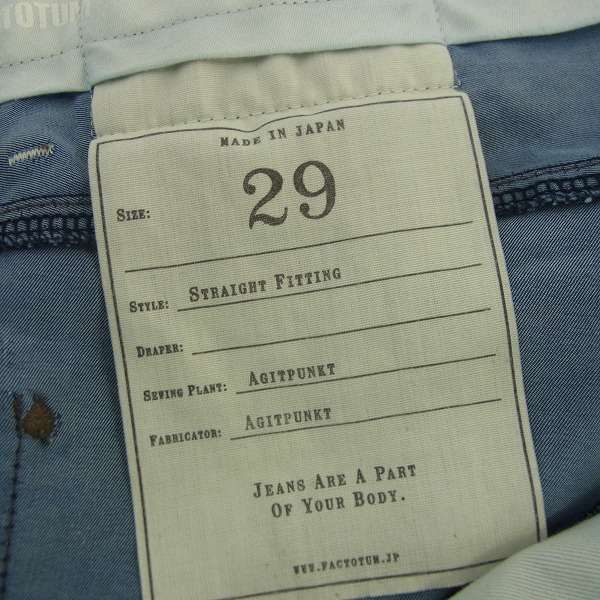 TOTUM
MADE IN JAPAN
SIZE: 29
STYLE: STRAIGHT FITTING
DRAPER:
SEWING PLANT: AGITPUNKT
FABRICATOR: AGITPUNKT
JEANS ARE A PART
OF YOUR BODY.
WWW.FACTOTUM.JP